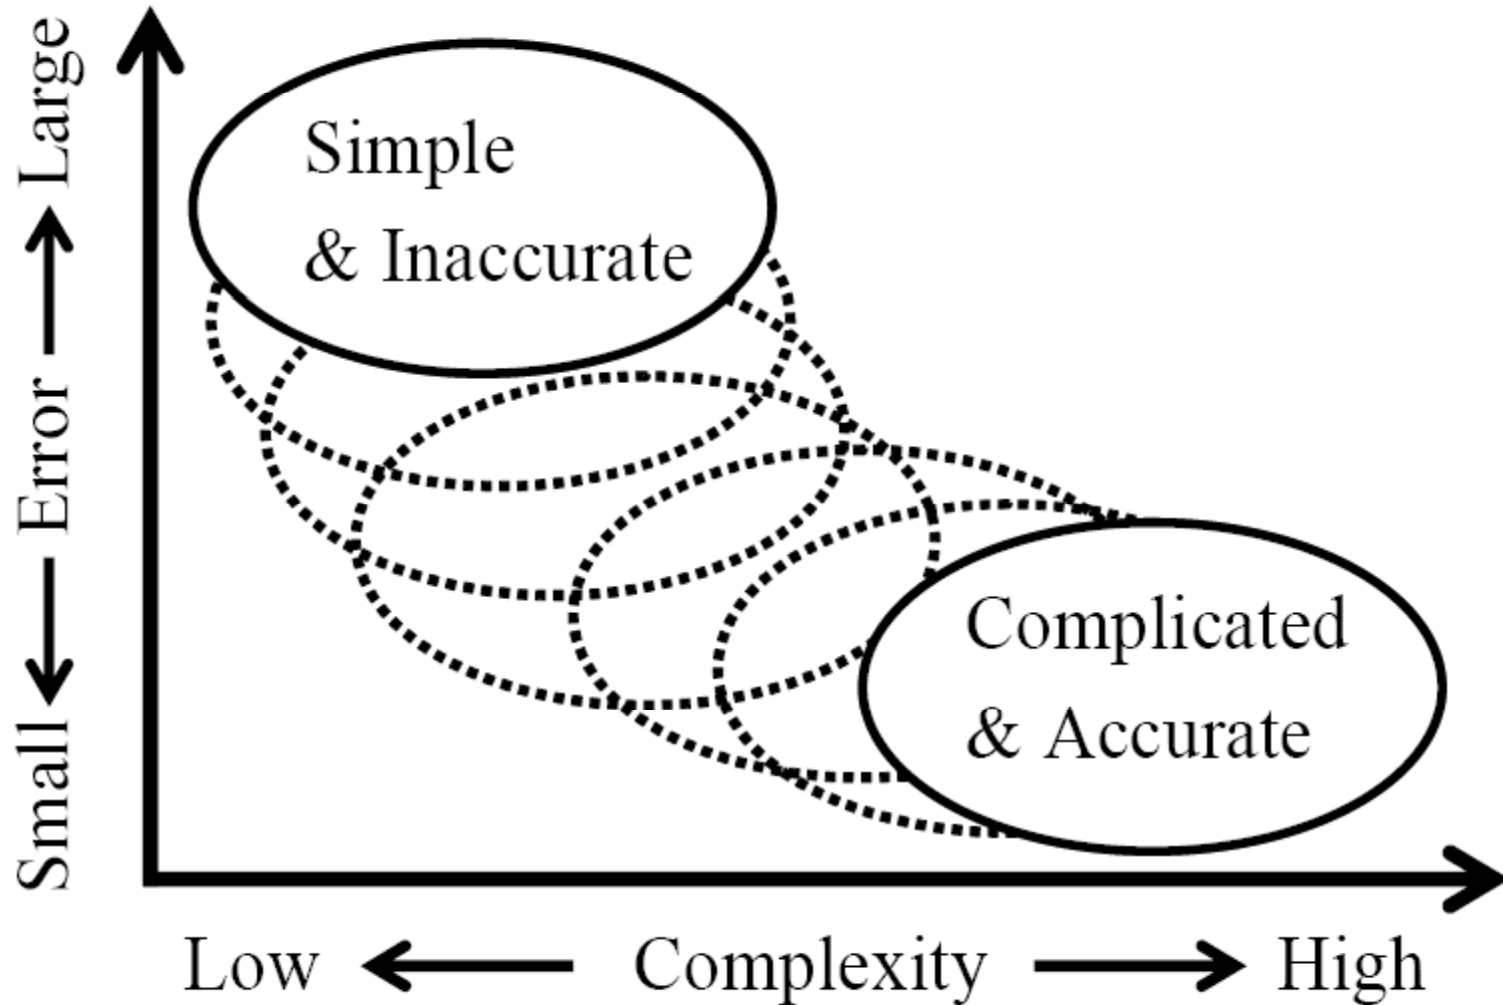 Large
Error
Small
Simple
& Inaccurate
Complicated
& Accurate
Low
Complexity
High